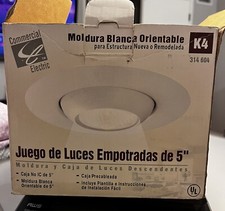 Commercial Electric
Moldura Blanca Orientable
para Estructura Nueva o Remodelada
K4
314 604
Juego de Luces Empotradas de 5"
Moldura y Caja de Luces Descendentes
• Caja No IC de 5"
• Moldura Blanca
Orientable de 5"
• Caja Precableada
• Incluye Plantilla e Instrucciones
de Instalación Fácil
UL